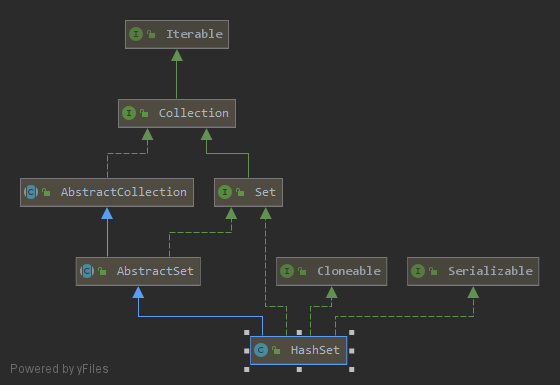 I Iterable
I Collection
C AbstractCollection
I Set
C AbstractSet
I Cloneable
I Serializable
C HashSet
Powered by yFiles